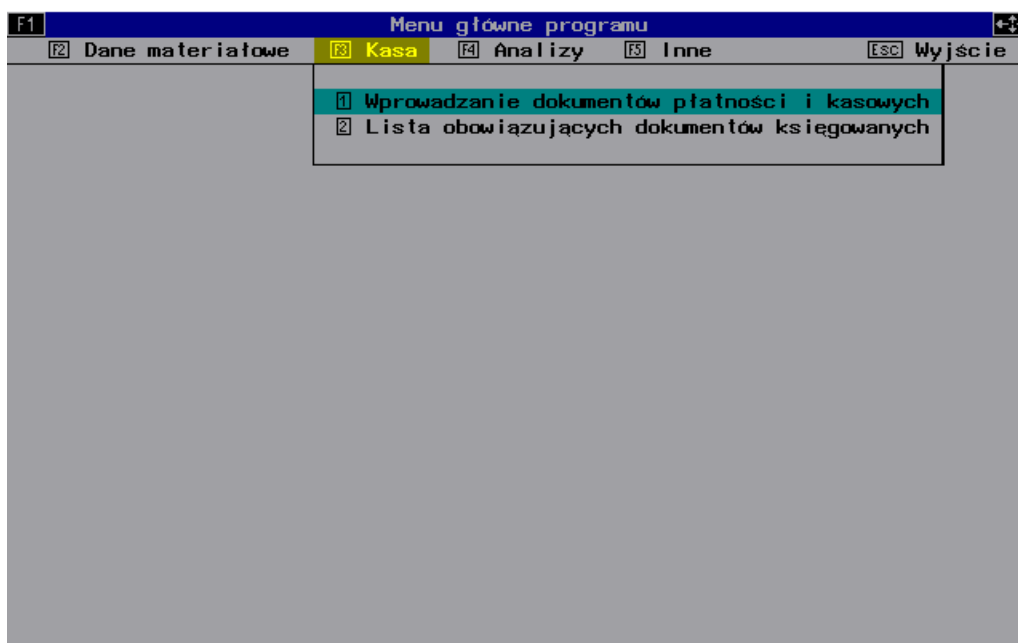 F1 Menu główne programu
F2 Dane materiałowe F3 Kasa F4 Analizy F5 Inne ESC Wyjście
1 Wprowadzanie dokumentów płatności i kasowych
2 Lista obowiązujących dokumentów księgowanych